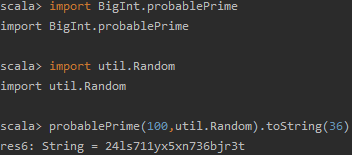 scala> import BigInt.probablePrime
import BigInt.probablePrime
scala> import util.Random
import util.Random
scala> probablePrime(100,util.Random).toString(36)
res6: String = 24ls711yx5xn736bjr3t